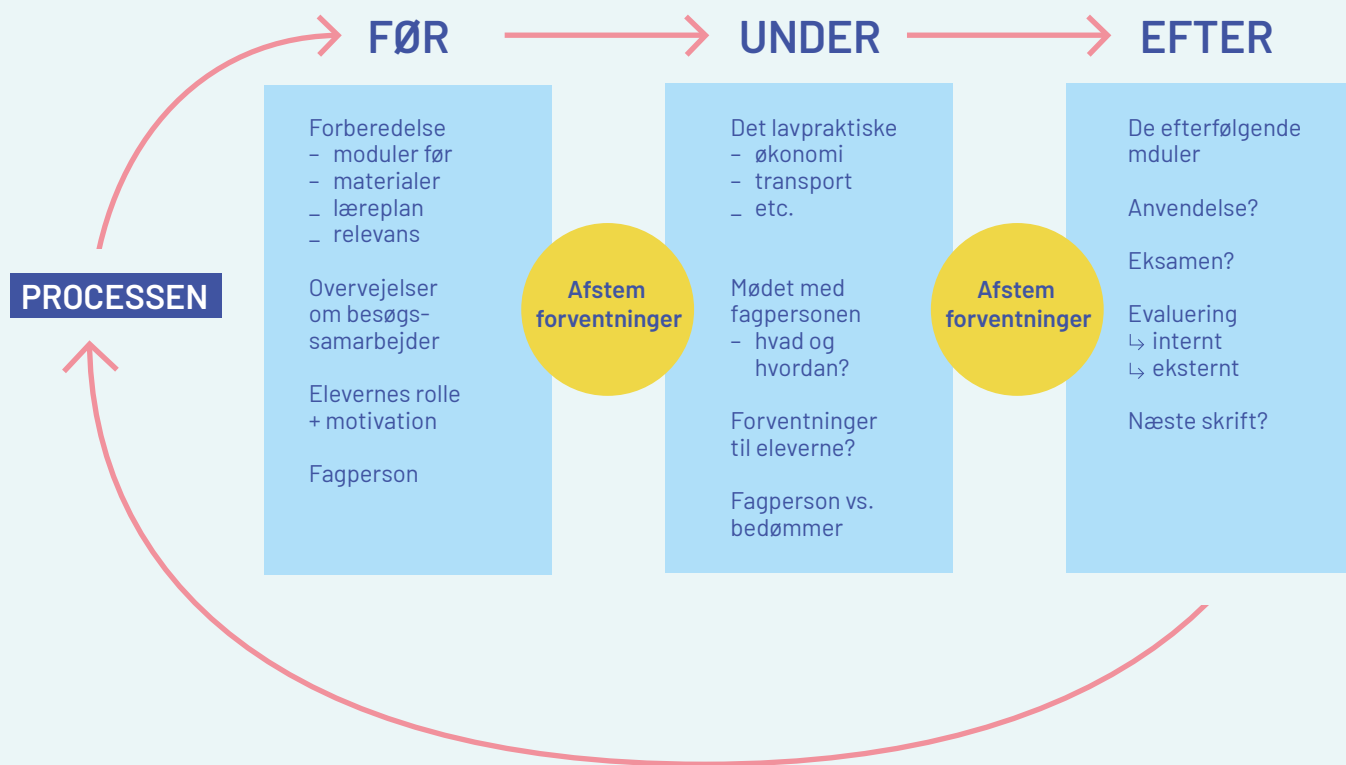 FØR
UNDER
EFTER
PROCESSEN
Forberedelse
– moduler før
– materialer
_ læreplan
_ relevans
Overvejelser
om besøgs-
samarbejder
Elevernes rolle
+ motivation
Fagperson
Afstem
forventninger
Det lavpraktiske
– økonomi
– transport
_ etc.
Mødet med
fagpersonen
– hvad og
hvordan?
Forventninger
til eleverne?
Fagperson vs.
bedømmer
Afstem
forventninger
De efterfølgende
mduler
Anvendelse?
Eksamen?
Evaluering
↳ internt
↳ eksternt
Næste skrift?